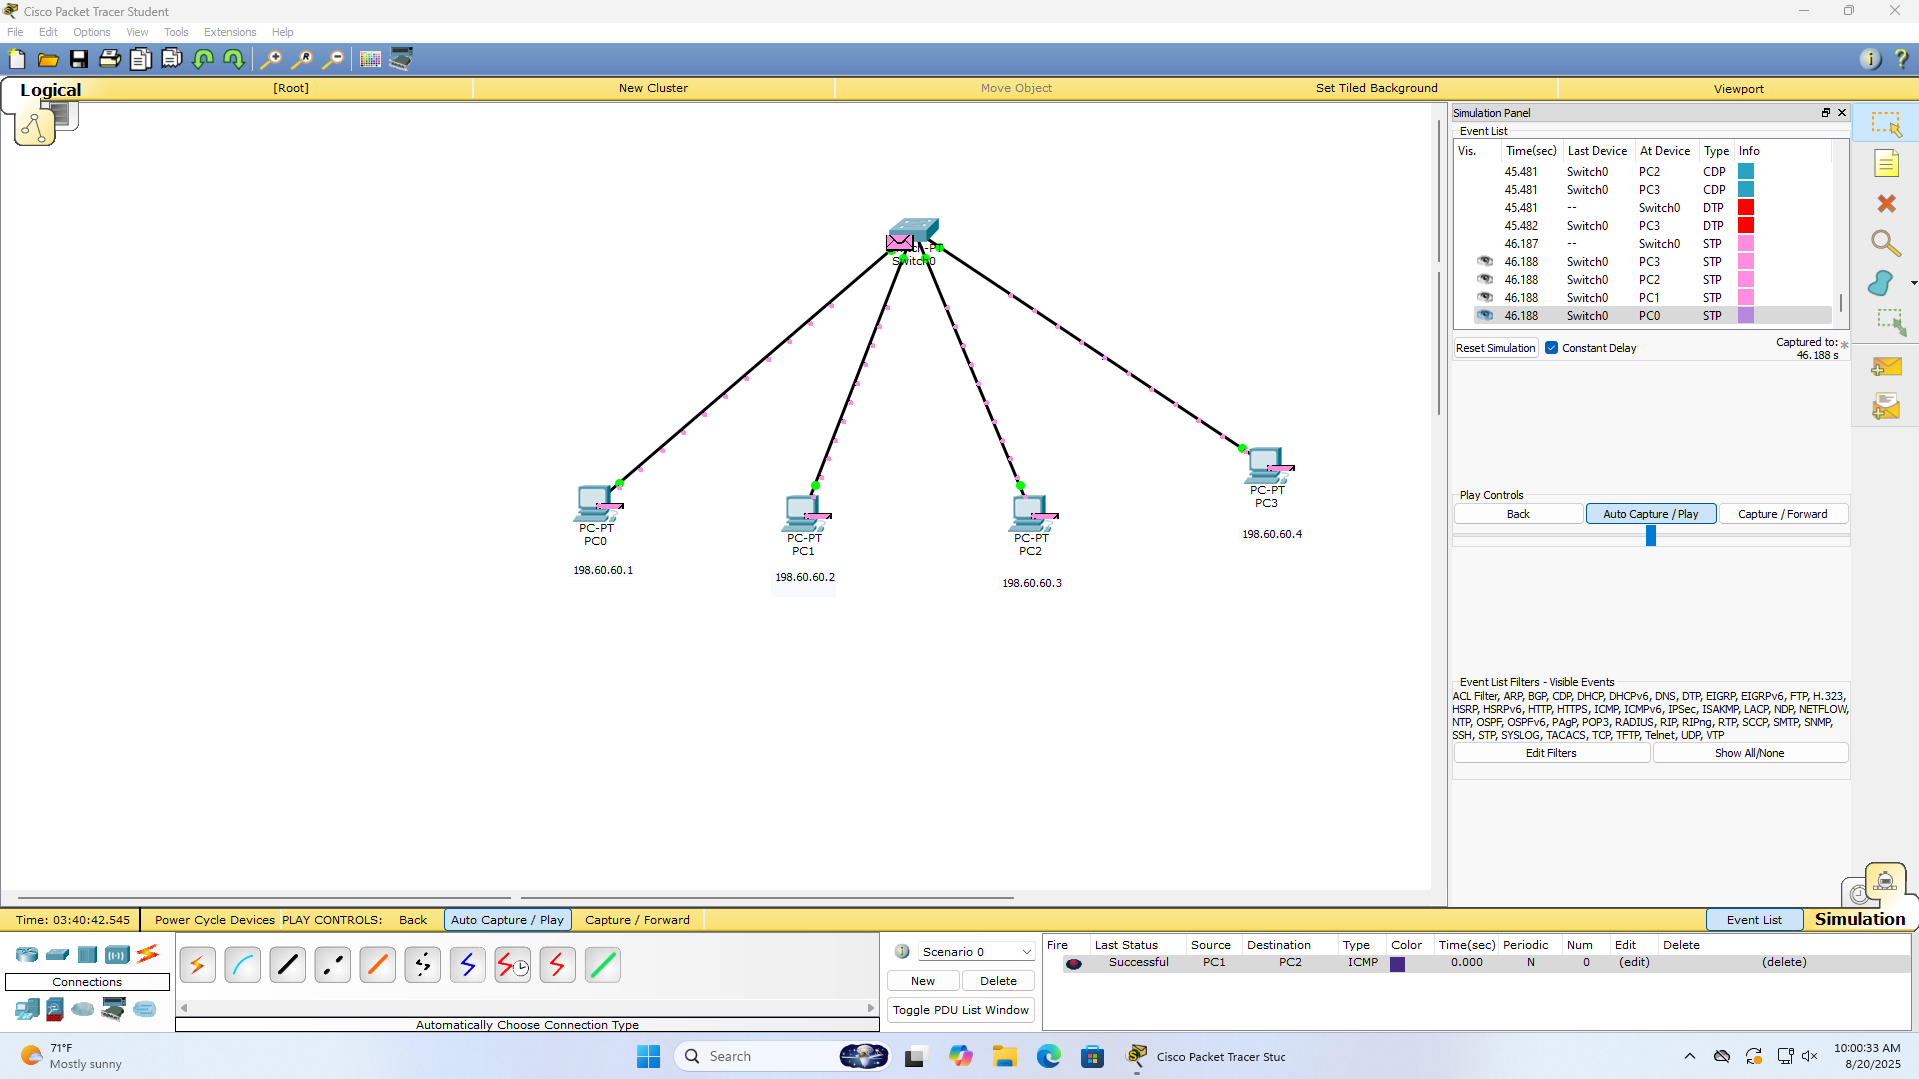 Cisco Packet Tracer Student
File Edit Options View Tools Extensions Help
Logical [Root] New Cluster Move Object Set Tiled Background Viewport
Simulation Panel
Event List
Vis. Time(sec) Last Device At Device Type Info
45.481 Switch0 PC2 CDP
45.481 Switch0 PC3 CDP
45.481 -- Switch0 DTP
45.482 Switch0 PC3 DTP
46.187 -- Switch0 STP
46.188 Switch0 PC3 STP
46.188 Switch0 PC2 STP
46.188 Switch0 PC1 STP
46.188 Switch0 PC0 STP
Reset Simulation Constant Delay Captured to: *
46.188 s
Switch0
PC-PT
PC0
198.60.60.1
PC-PT
PC1
198.60.60.2
PC-PT
PC2
198.60.60.3
PC-PT
PC3
198.60.60.4
Play Controls
Back Auto Capture / Play Capture / Forward
Event List Filters - Visible Events
ACL Filter, ARP, BGP, CDP, DHCP, DHCPv6, DNS, DTP, EIGRP, EIGRPv6, FTP, H.323,
HSRP, HSRPv6, HTTP, HTTPS, ICMP, ICMPv6, IPSec, ISAKMP, LACP, NDP, NETFLOW,
NTP, OSPF, OSPFv6, PAgP, POP3, RADIUS, RIP, RIPng, RTP, SCCP, SMTP, SNMP,
SSH, STP, SYSLOG, TACACS, TCP, TFTP, Telnet, UDP, VTP
Edit Filters Show All/None
Time: 03:40:42.545 Power Cycle Devices PLAY CONTROLS: Back Auto Capture / Play Capture / Forward Event List Simulation
Connections
Automatically Choose Connection Type
Scenario 0
New Delete
Toggle PDU List Window
Fire Last Status Source Destination Type Color Time(sec) Periodic Num Edit Delete
Successful PC1 PC2 ICMP 0.000 N 0 (edit) (delete)
71°F
Mostly sunny
Search
Cisco Packet Tracer Stuc
10:00:33 AM
8/20/2025